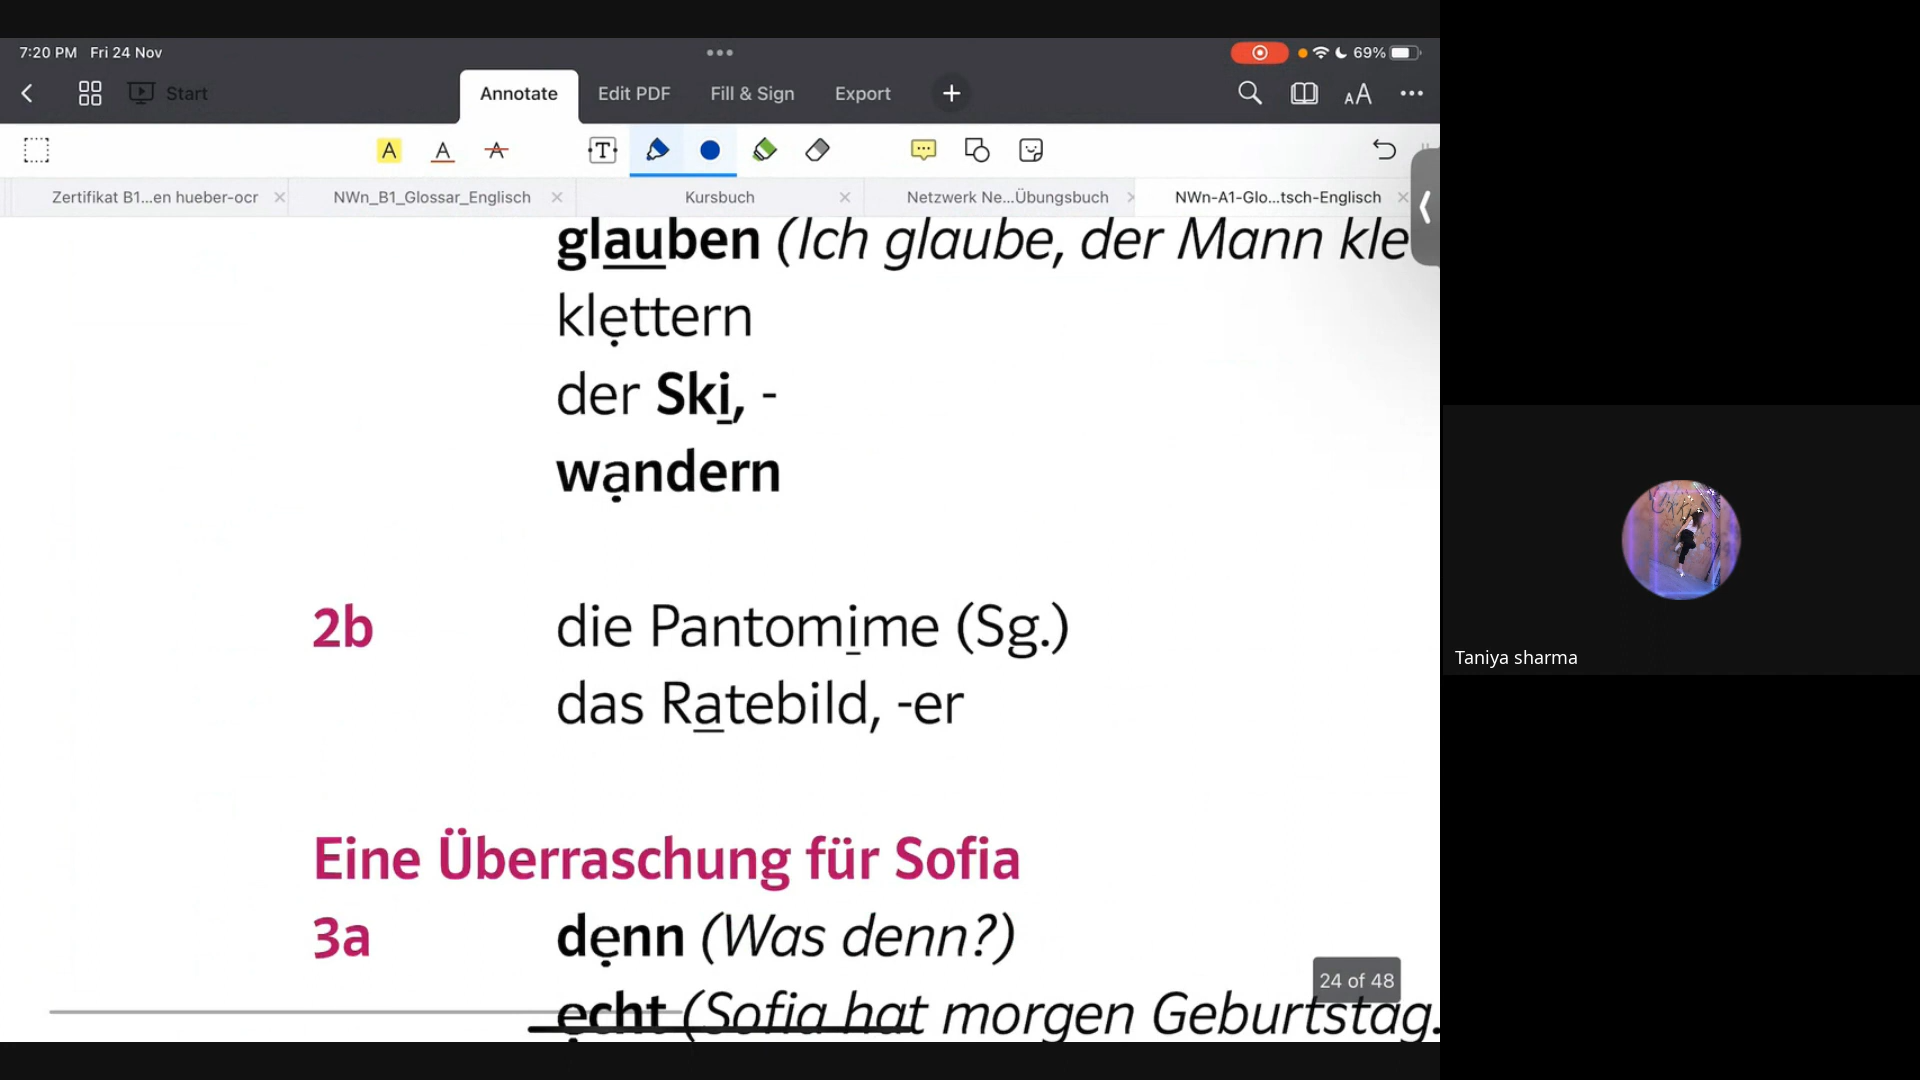 7:20 PM Fri 24 Nov
69%
Start
Annotate
Edit PDF
Fill & Sign
Export
Zertifikat B1...en hueber-ocr
NWn_B1_Glossar_Englisch
Kursbuch
Netzwerk Ne...Übungsbuch
NWn-A1-Glo...tsch-Englisch
glauben (Ich glaube, der Mann kle
klettern
der Ski, -
wandern
2b die Pantomime (Sg.)
das Ratebild, -er
Eine Überraschung für Sofia
3a denn (Was denn?)
24 of 48
echt (Sofia hat morgen Geburtstag.
Taniya sharma